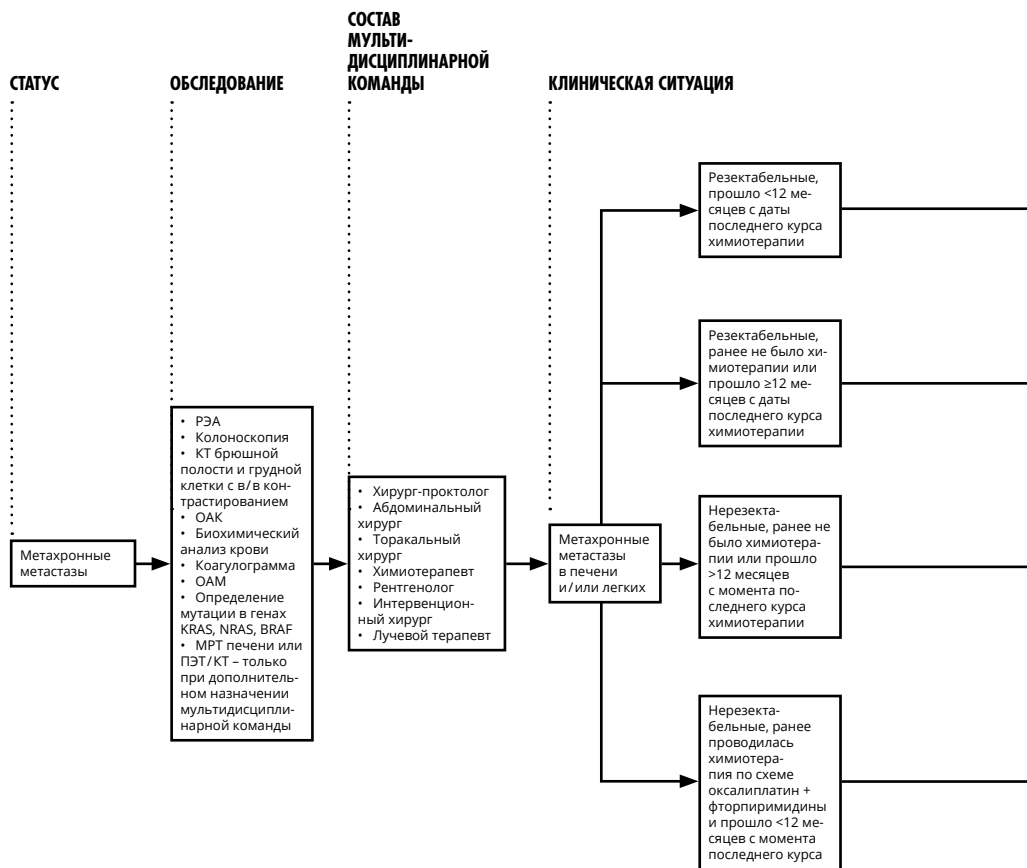 СТАТУС
ОБСЛЕДОВАНИЕ
СОСТАВ
МУЛЬТИ-
ДИСЦИПЛИНАРНОЙ
КОМАНДЫ
КЛИНИЧЕСКАЯ СИТУАЦИЯ
Метахронные
метастазы
• РЭА
• Колоноскопия
• КТ брюшной
полости и грудной
клетки с в/в кон-
трастированием
• ОАК
• Биохимический
анализ крови
• Коагулограмма
• ОАМ
• Определение
мутации в генах
KRAS, NRAS, BRAF
• МРТ печени или
ПЭТ/КТ – только
при дополнитель-
ном назначении
мультидисципли-
нарной команды
• Хирург-проктолог
• Абдоминальный
хирург
• Торакальный
хирург
• Химиотерапевт
• Рентгенолог
• Интервенцион-
ный хирург
• Лучевой терапевт
Метахронные
метастазы
в печени
и/или легких
Резектабельные,
прошло <12 ме-
сяцев с даты
последнего курса
химиотерапии
Резектабельные,
ранее не было хи-
миотерапии или
прошло ≥12 ме-
сяцев с даты
последнего курса
химиотерапии
Нерезекта-
бельные, ранее не
было химиотера-
пии или прошло
>12 месяцев
с момента по-
следнего курса
химиотерапии
Нерезекта-
бельные, ранее
проводилась
химиотера-
пия по схеме
оксалиплатин +
фторпиримидины
и прошло <12 ме-
сяцев с момента
последнего курса